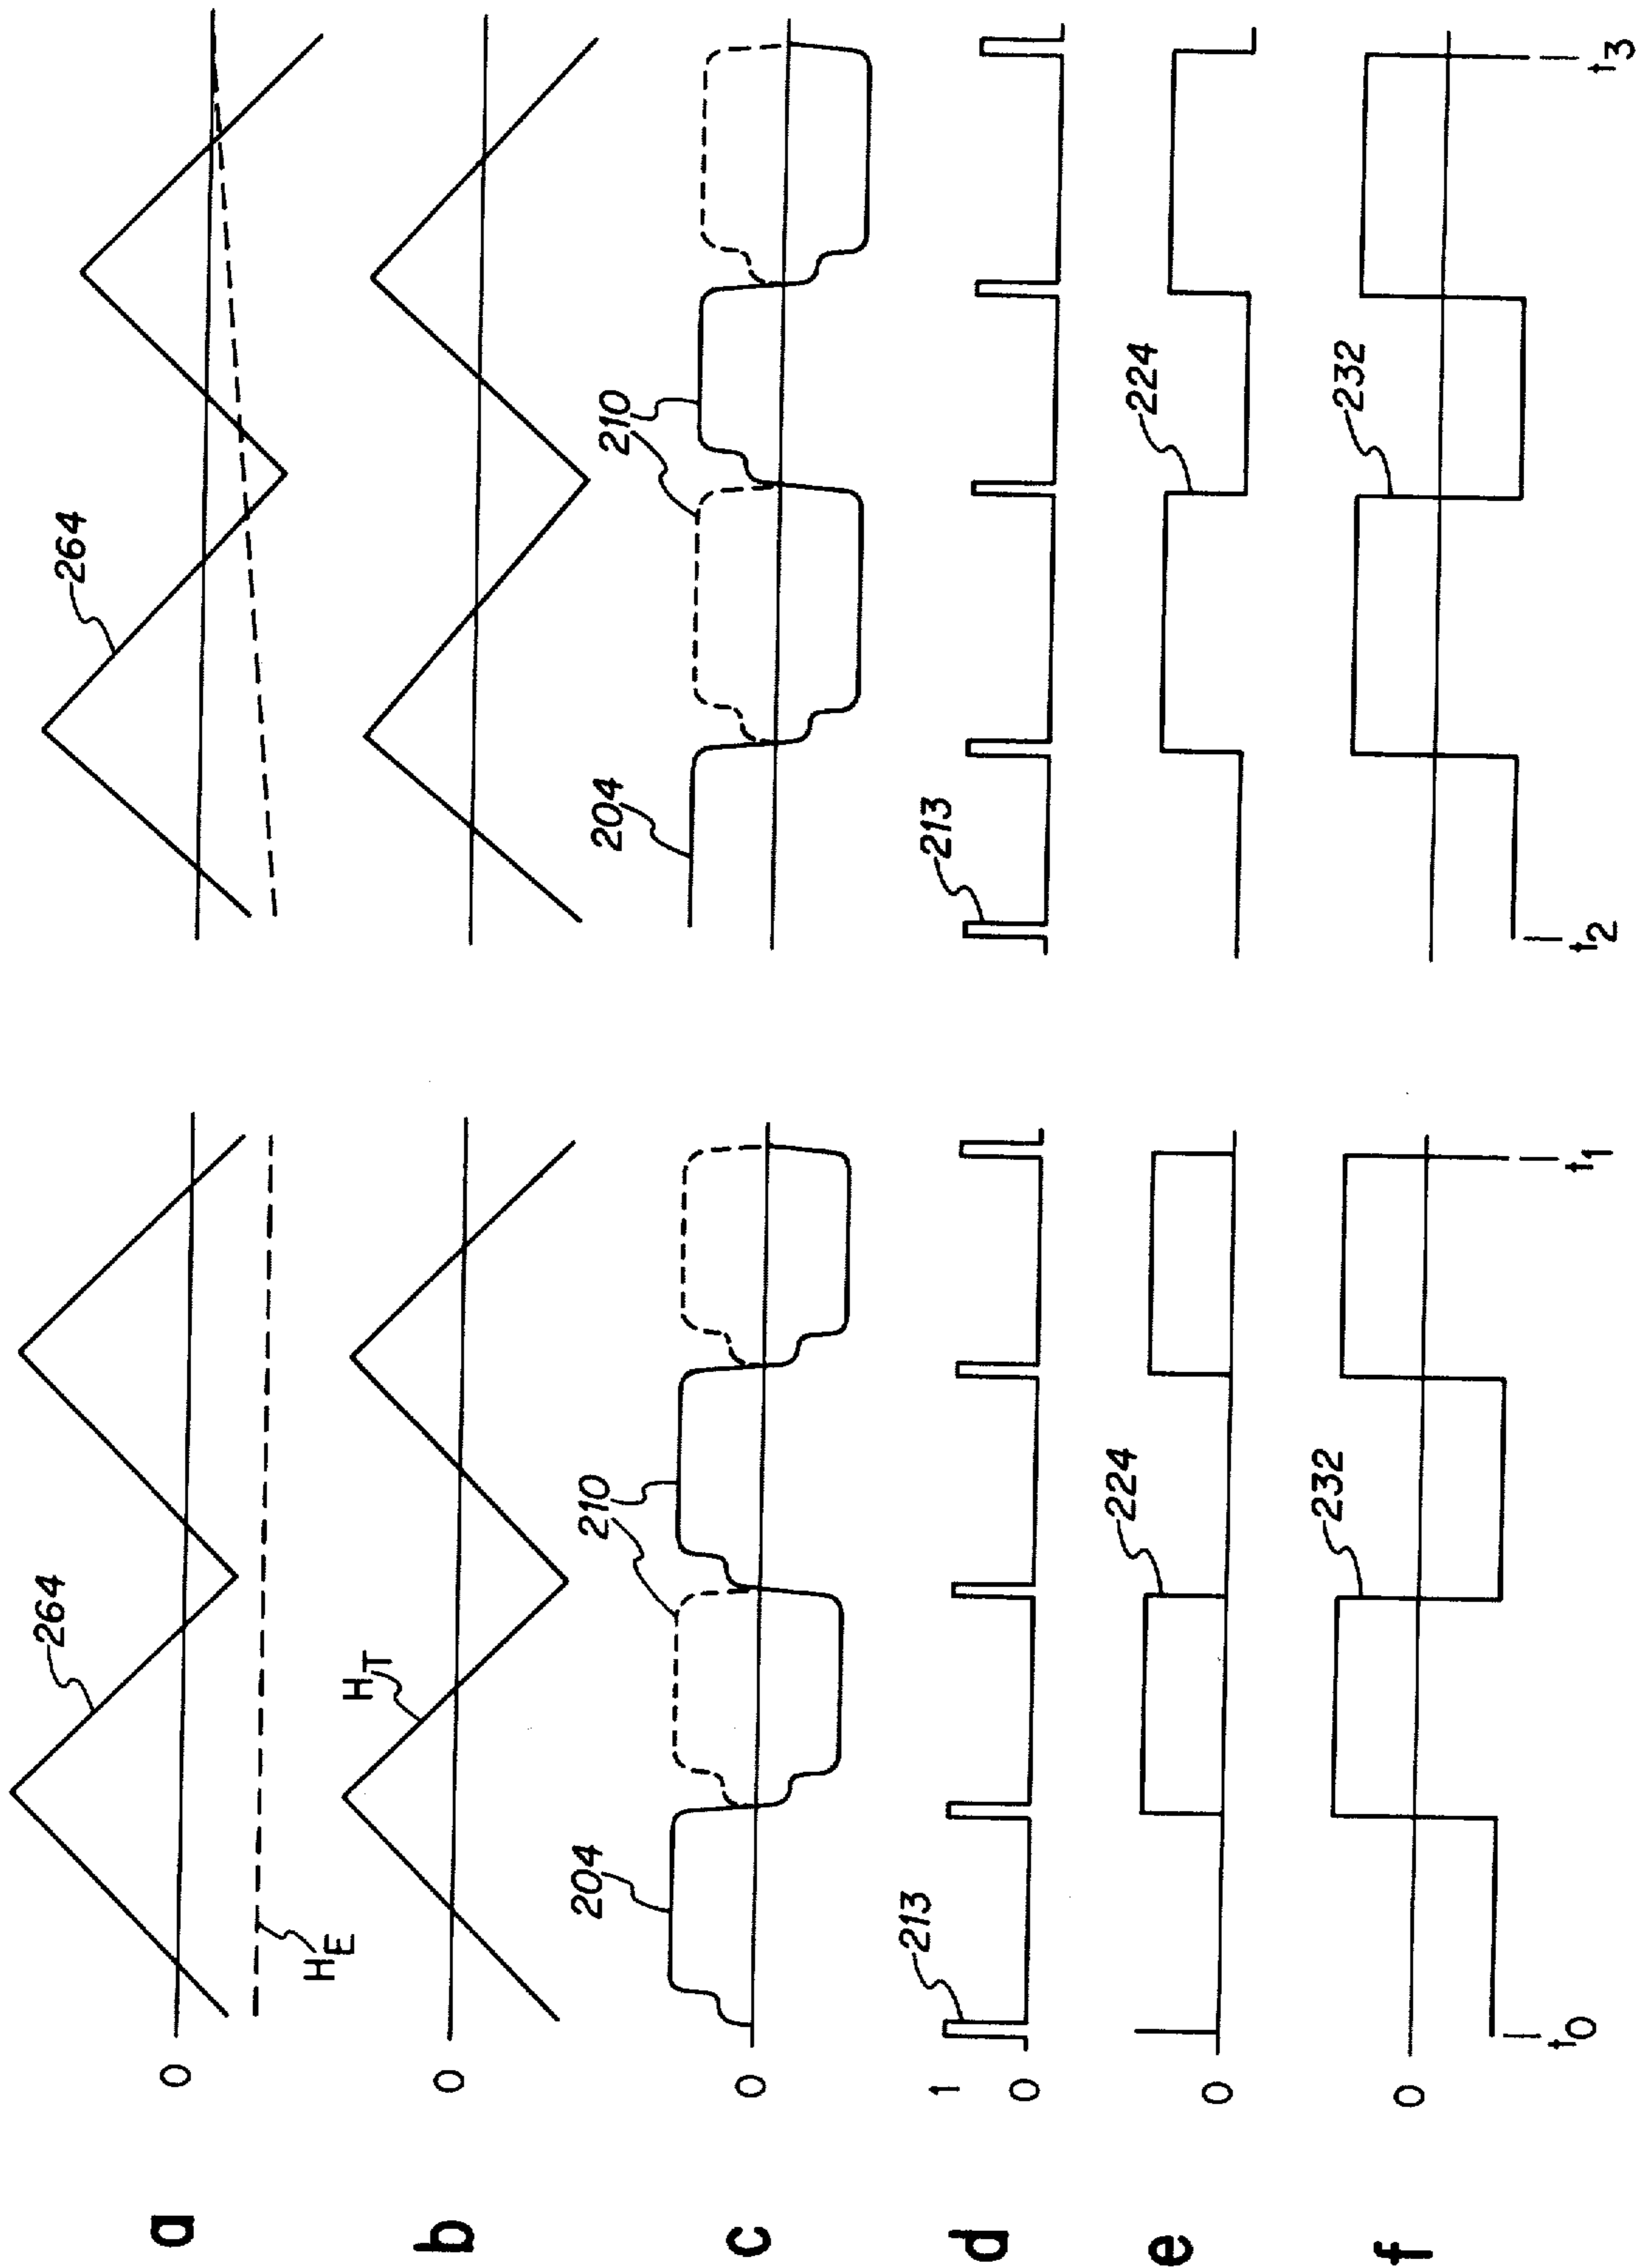 a 0 264 264
H_E
b 0 H_T
c 0 204 210 204 210
d 1 0 213 213
e 0 224 224
f 0 232 232
t_0 t_1 t_2 t_3